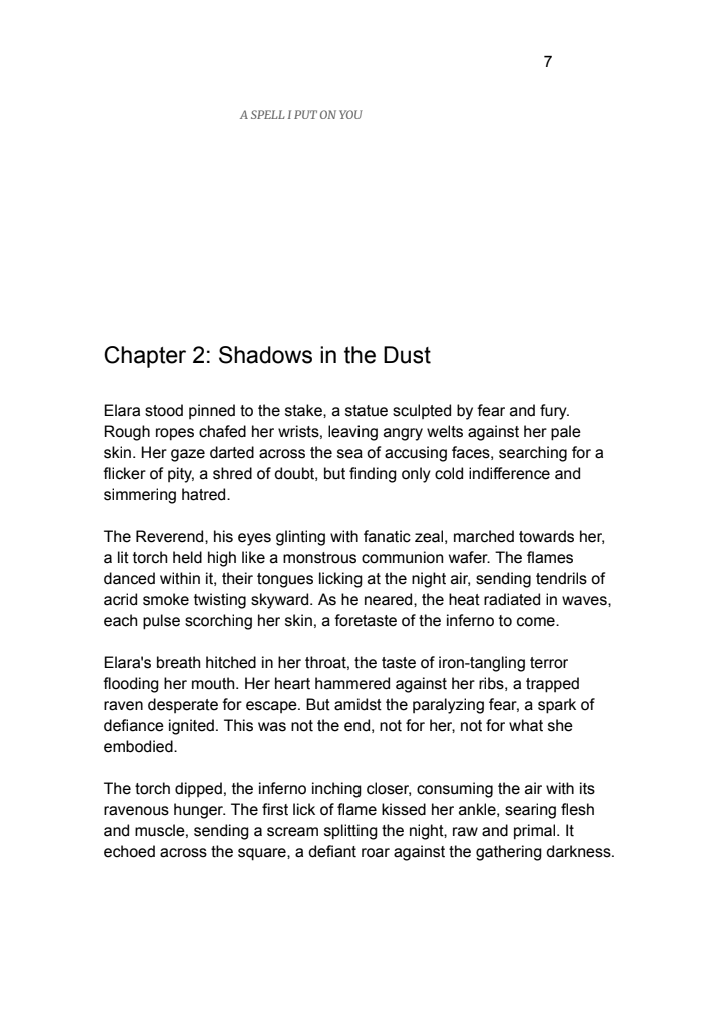 7
A SPELL I PUT ON YOU
Chapter 2: Shadows in the Dust
Elara stood pinned to the stake, a statue sculpted by fear and fury.
Rough ropes chafed her wrists, leaving angry welts against her pale
skin. Her gaze darted across the sea of accusing faces, searching for a
flicker of pity, a shred of doubt, but finding only cold indifference and
simmering hatred.
The Reverend, his eyes glinting with fanatic zeal, marched towards her,
a lit torch held high like a monstrous communion wafer. The flames
danced within it, their tongues licking at the night air, sending tendrils of
acrid smoke twisting skyward. As he neared, the heat radiated in waves,
each pulse scorching her skin, a foretaste of the inferno to come.
Elara's breath hitched in her throat, the taste of iron-tangling terror
flooding her mouth. Her heart hammered against her ribs, a trapped
raven desperate for escape. But amidst the paralyzing fear, a spark of
defiance ignited. This was not the end, not for her, not for what she
embodied.
The torch dipped, the inferno inching closer, consuming the air with its
ravenous hunger. The first lick of flame kissed her ankle, searing flesh
and muscle, sending a scream splitting the night, raw and primal. It
echoed across the square, a defiant roar against the gathering darkness.